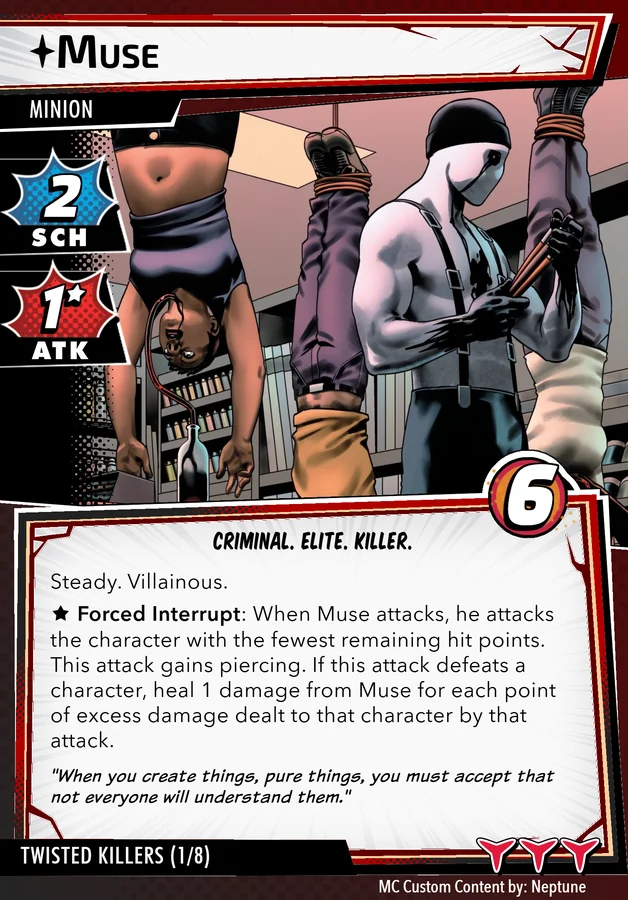 Muse
MINION
2
SCH
1
ATK
6
CRIMINAL. ELITE. KILLER.
Steady. Villainous.
★ Forced Interrupt: When Muse attacks, he attacks
the character with the fewest remaining hit points.
This attack gains piercing. If this attack defeats a
character, heal 1 damage from Muse for each point
of excess damage dealt to that character by that
attack.
"When you create things, pure things, you must accept that
not everyone will understand them."
TWISTED KILLERS (1/8)
MC Custom Content by: Neptune